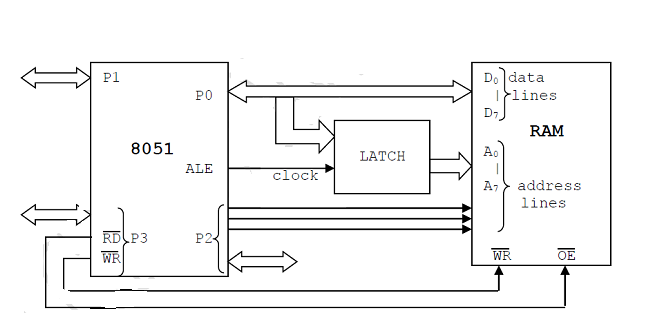 P1
P0
8051
ALE
clock
RD
WR
P3
P2
LATCH
D0
|
D7
data
lines
RAM
A0
|
A7
address
lines
WR
OE